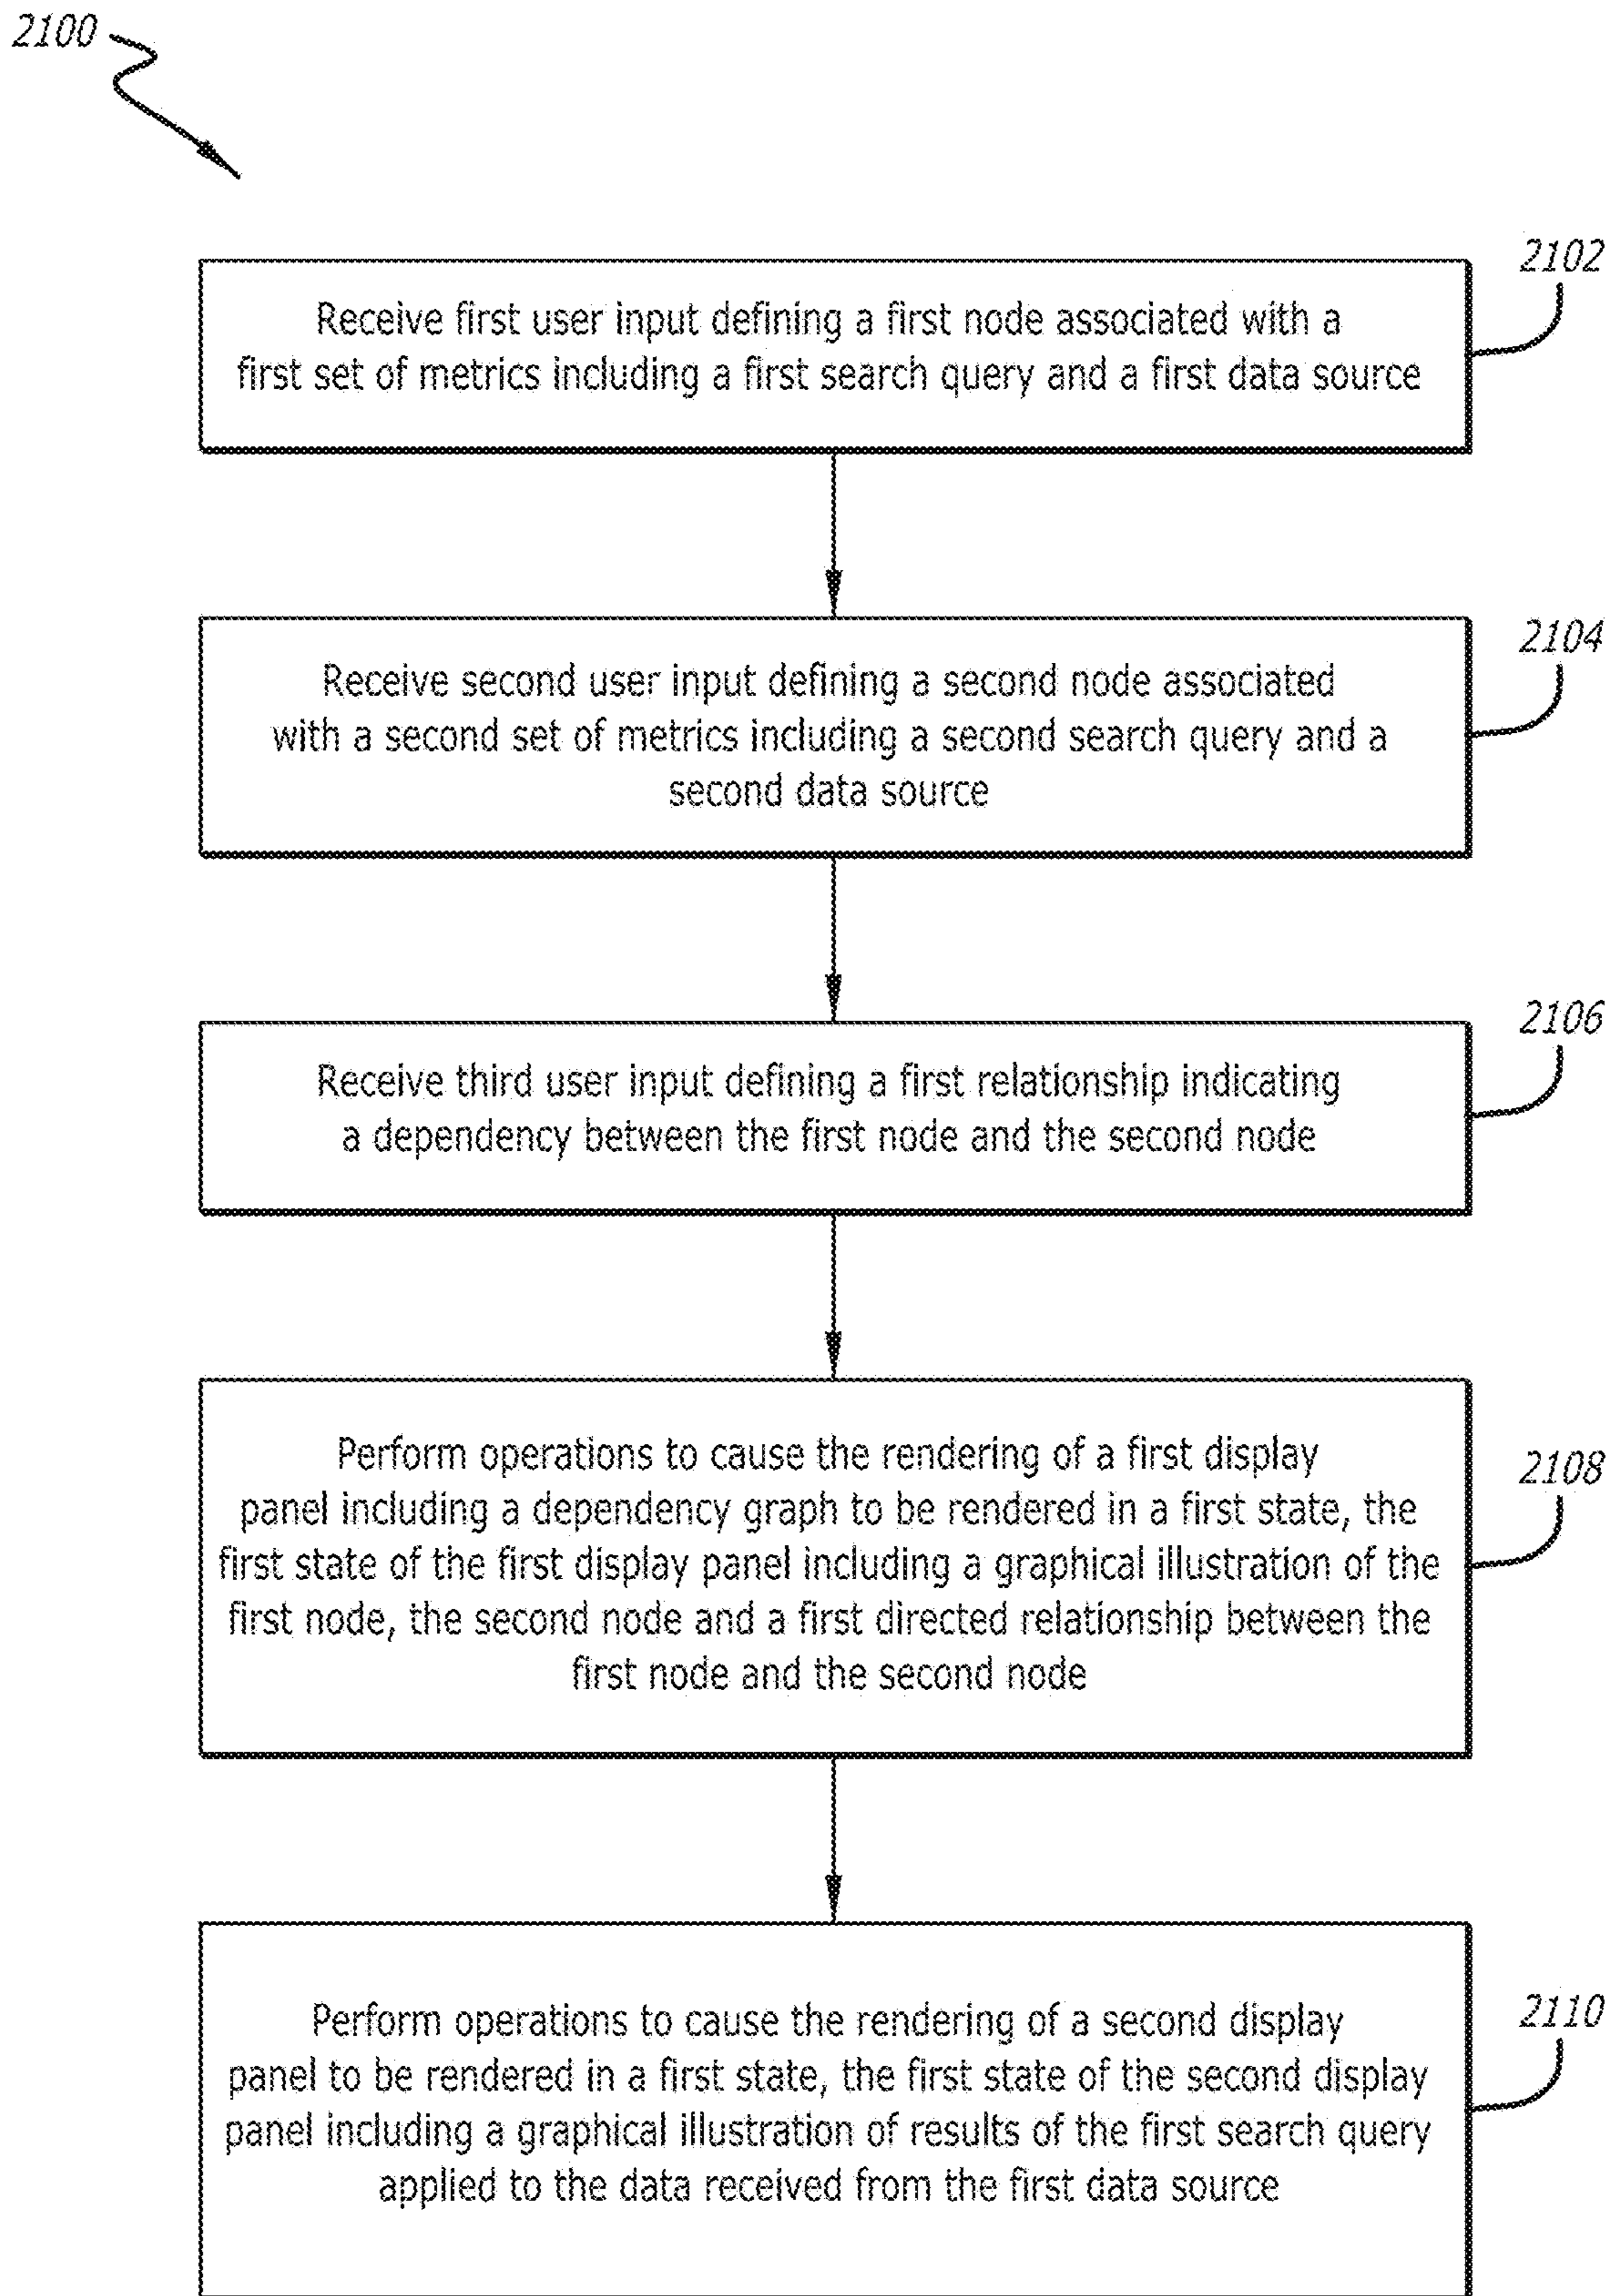 2100
2102
Receive first user input defining a first node associated with a
first set of metrics including a first search query and a first data source
2104
Receive second user input defining a second node associated
with a second set of metrics including a second search query and a
second data source
2106
Receive third user input defining a first relationship indicating
a dependency between the first node and the second node
2108
Perform operations to cause the rendering of a first display
panel including a dependency graph to be rendered in a first state, the
first state of the first display panel including a graphical illustration of the
first node, the second node and a first directed relationship between the
first node and the second node
2110
Perform operations to cause the rendering of a second display
panel to be rendered in a first state, the first state of the second display
panel including a graphical illustration of results of the first search query
applied to the data received from the first data source